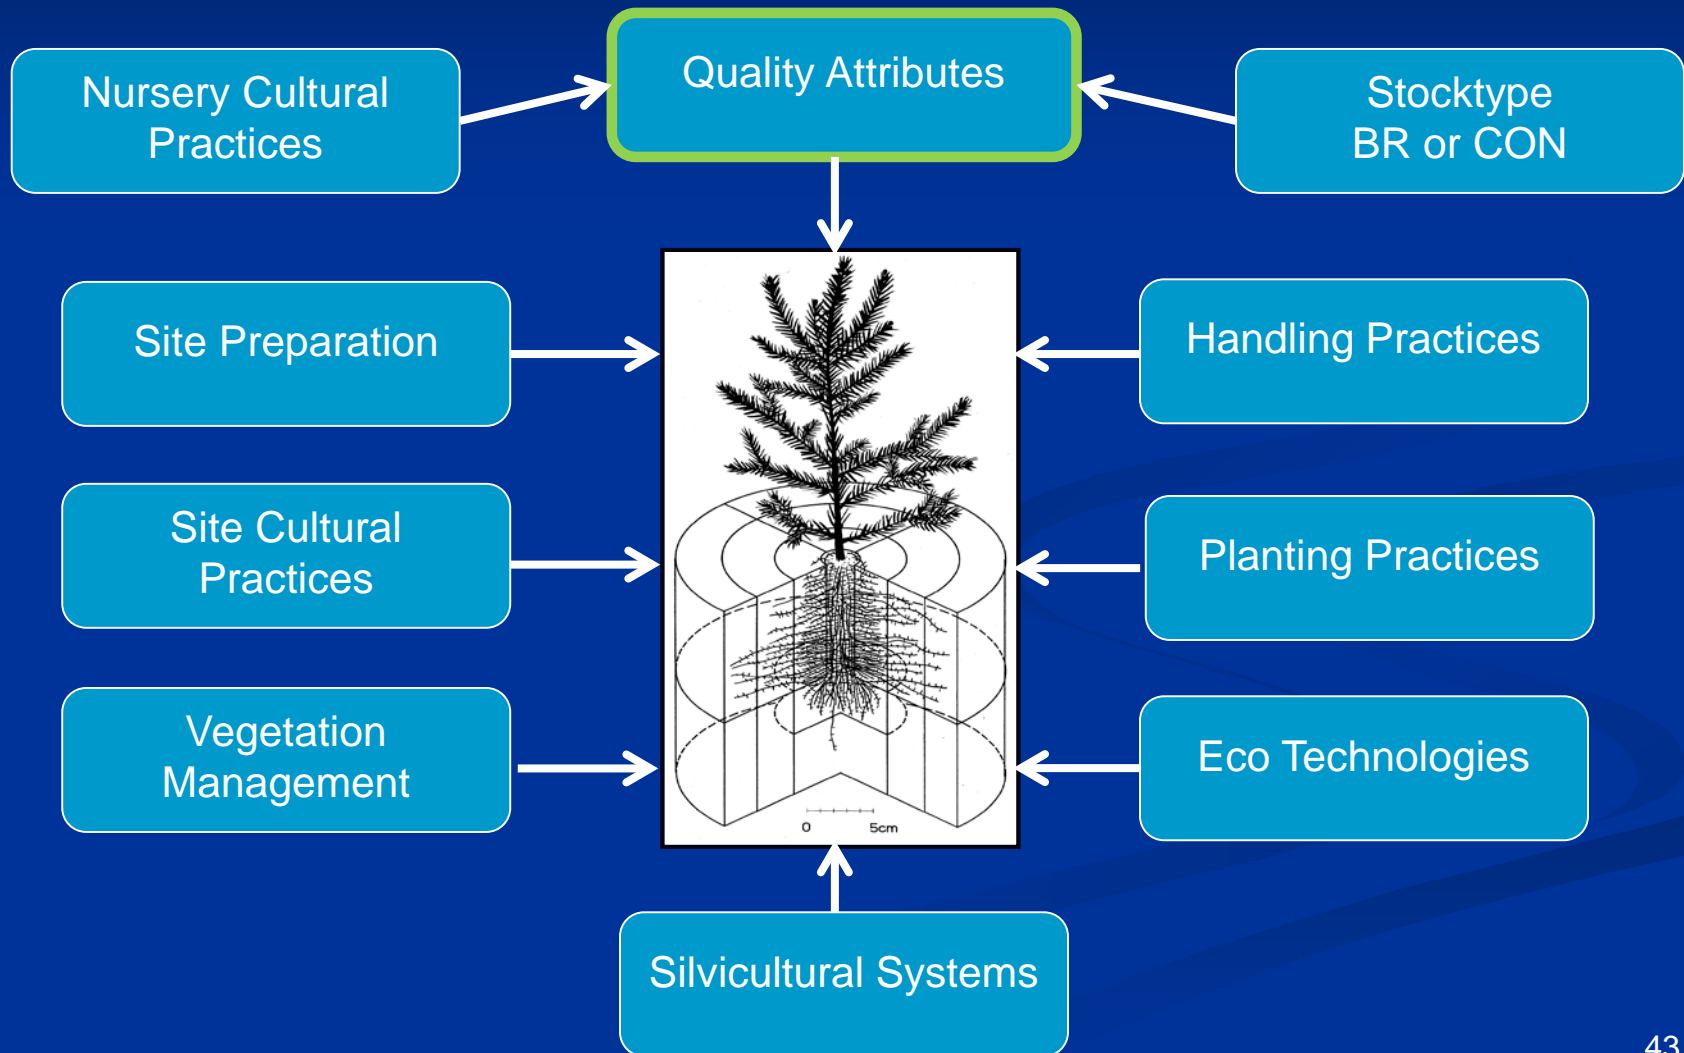 Quality Attributes
Nursery Cultural
Practices
Stocktype
BR or CON
Site Preparation
Handling Practices
Site Cultural
Practices
Planting Practices
Vegetation
Management
Eco Technologies
0 5cm
Silvicultural Systems
43